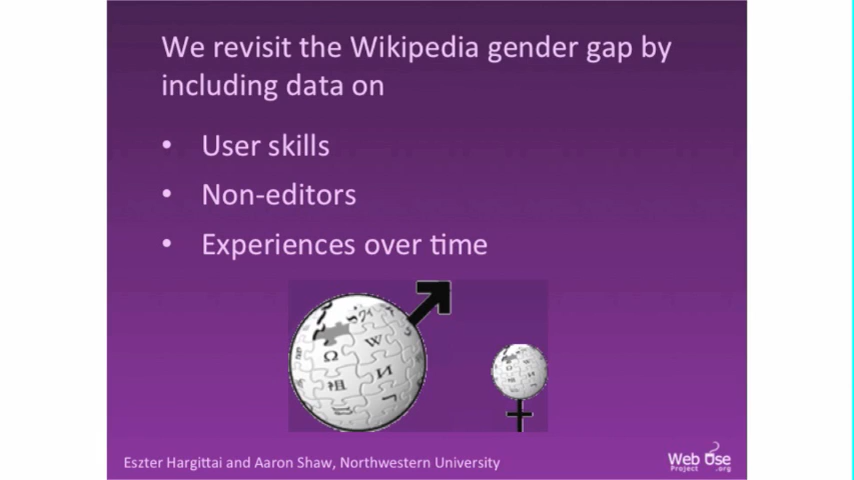 We revisit the Wikipedia gender gap by
including data on
• User skills
• Non-editors
• Experiences over time
Ω W
祖 И
Eszter Hargittai and Aaron Shaw, Northwestern University
Web Use
Project .org